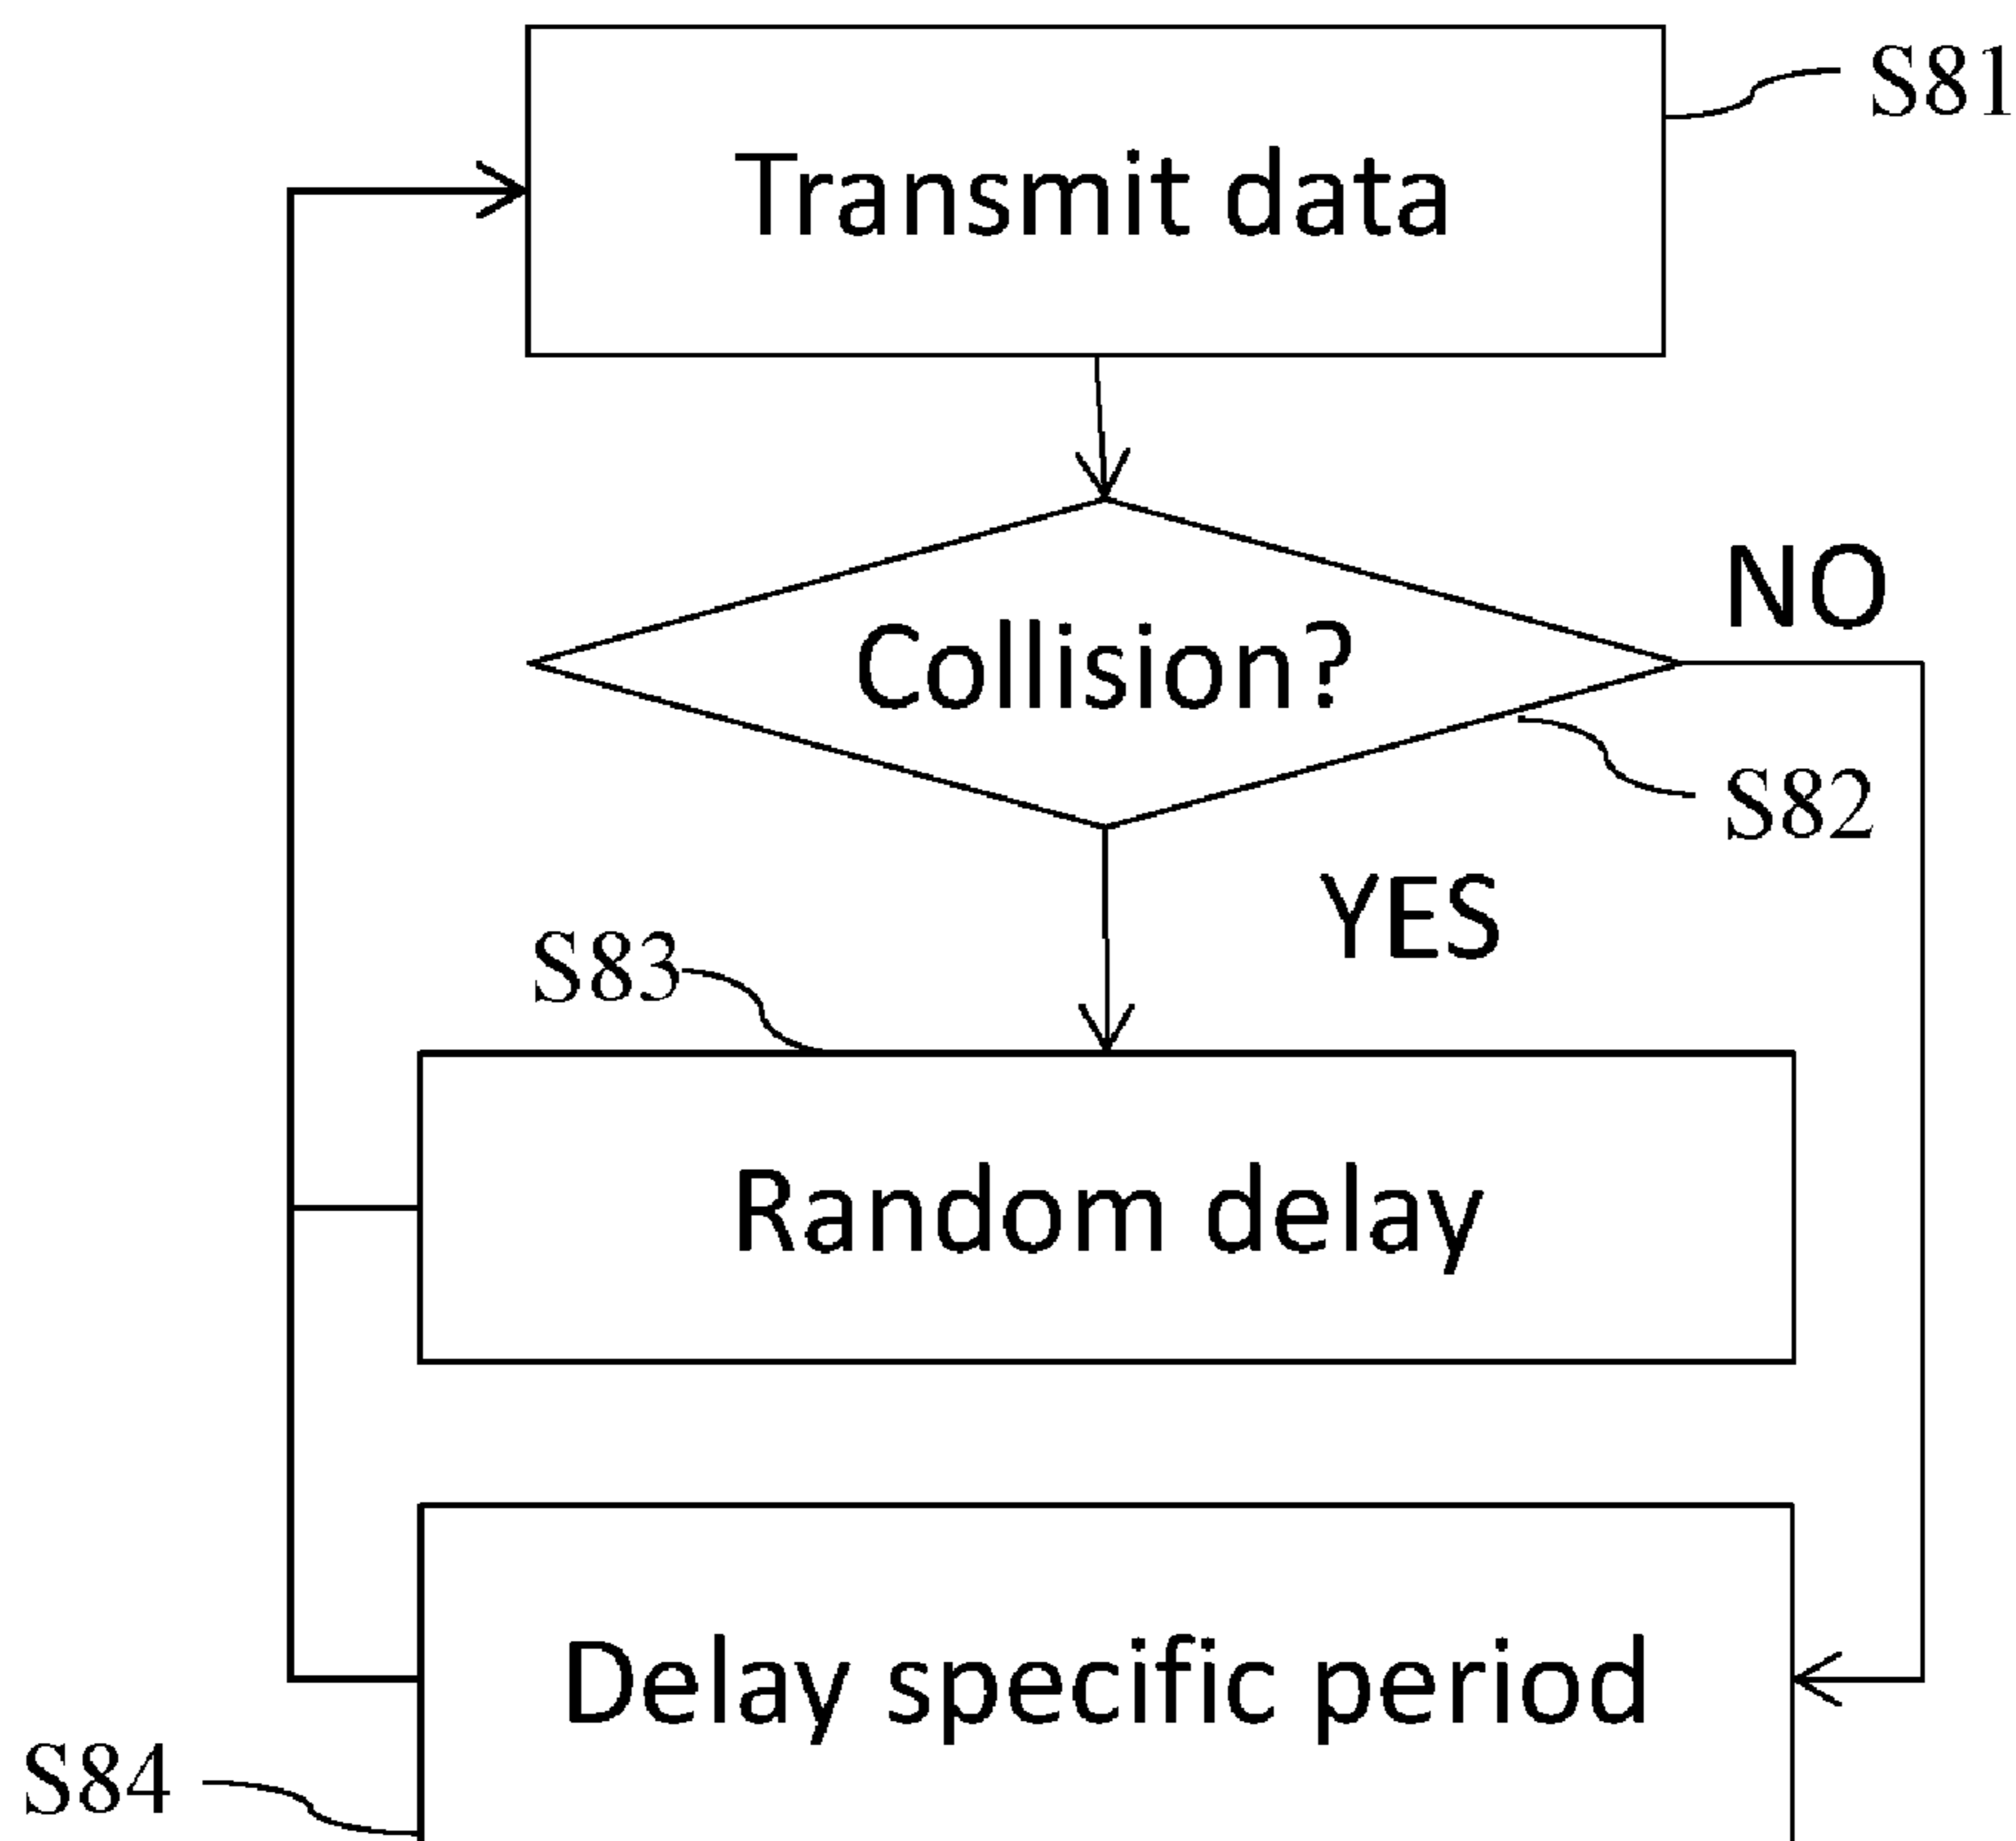 S81
Transmit data
NO
Collision?
S82
YES
S83
Random delay
Delay specific period
S84